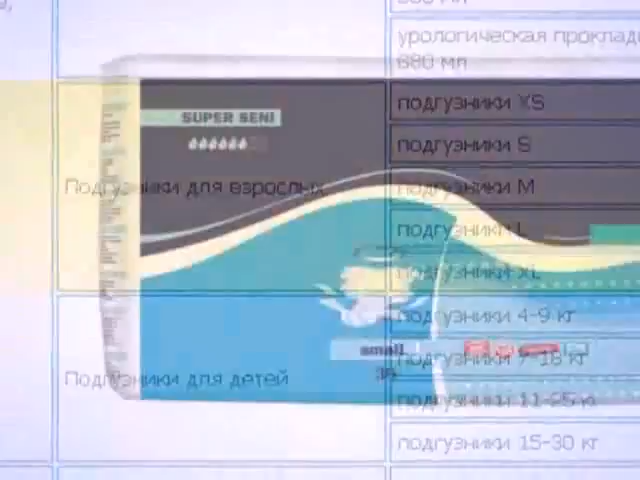 урологическая проклад
680 мл
SUPER SENI
подгузники XS
подгузники S
Подгузники для взрослых
подгузники M
подгузники L
подгузники XL
подгузники 4-9 кг
small
подгузники 7-18 кг
Подгузники для детей
подгузники 11-25 кг
подгузники 15-30 кг